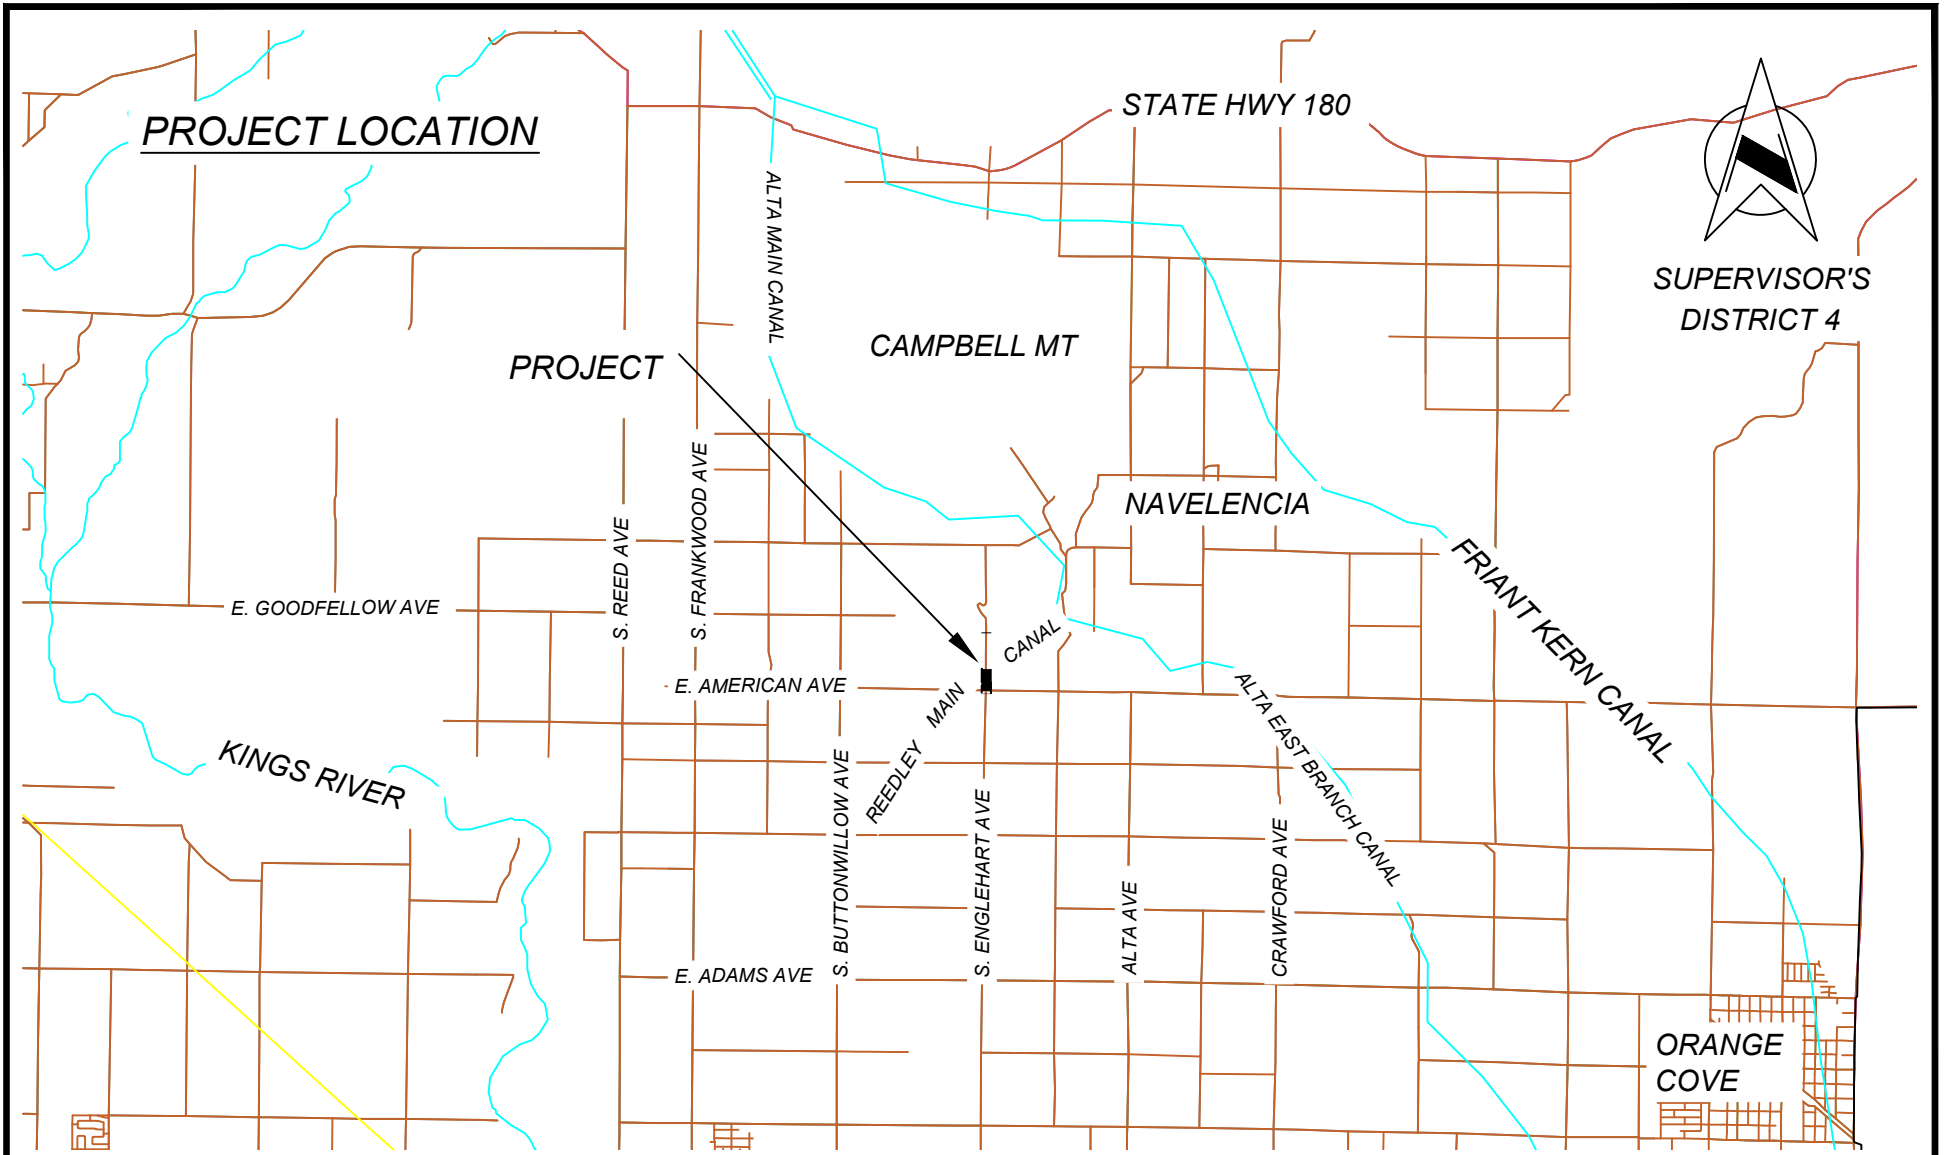 PROJECT LOCATION
STATE HWY 180
SUPERVISOR'S
DISTRICT 4
ALTA MAIN CANAL
CAMPBELL MT
PROJECT
NAVELENCIA
S. REED AVE
S. FRANKWOOD AVE
E. GOODFELLOW AVE
FRIANT KERN CANAL
REEDLEY MAIN CANAL
E. AMERICAN AVE
ALTA EAST BRANCH CANAL
KINGS RIVER
S. BUTTONWILLOW AVE
S. ENGLEHART AVE
ALTA AVE
CRAWFORD AVE
E. ADAMS AVE
ORANGE
COVE